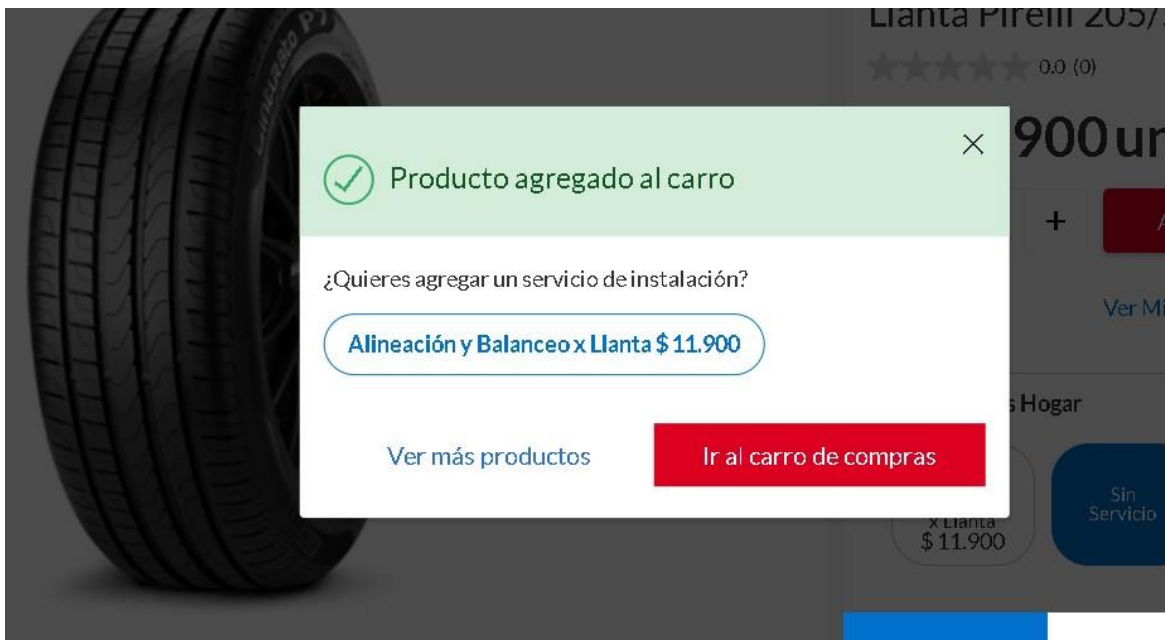 Llanta Pirelli 205/
0.0 (0)
900 un
Producto agregado al carro
+
¿Quieres agregar un servicio de instalación?
Ver Mi
Alineación y Balanceo x Llanta $ 11.900
s Hogar
Ver más productos
Ir al carro de compras
Sin
Servicio
x Llanta
$ 11.900
Cinturato P7